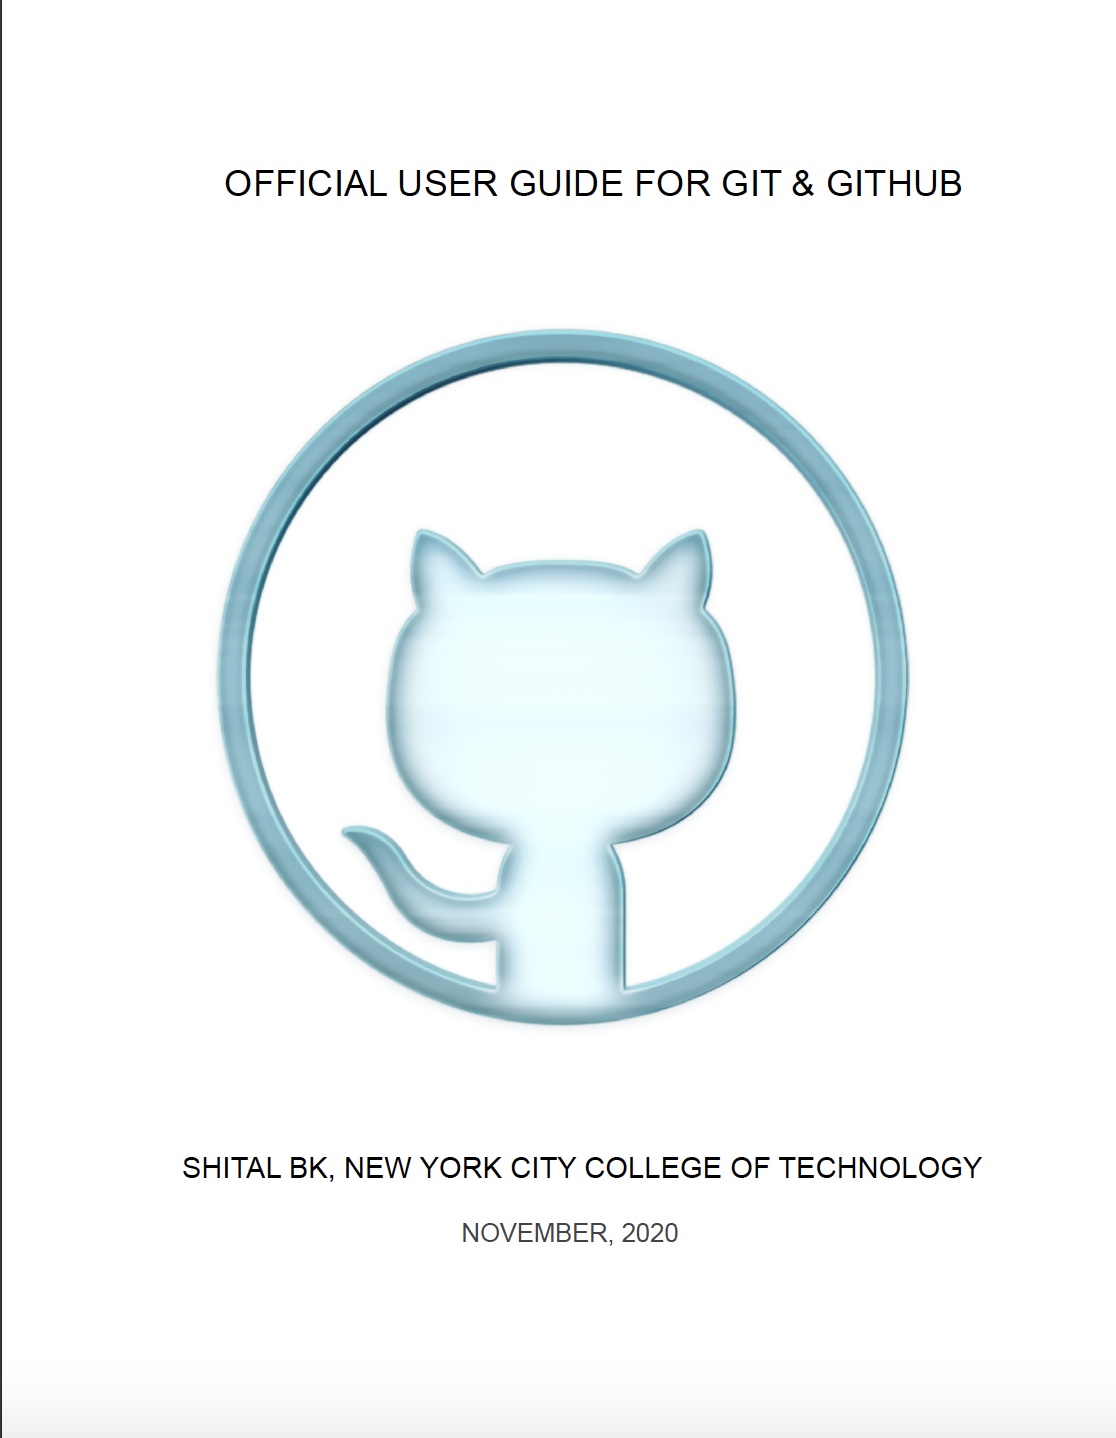 OFFICIAL USER GUIDE FOR GIT & GITHUB
SHITAL BK, NEW YORK CITY COLLEGE OF TECHNOLOGY
NOVEMBER, 2020